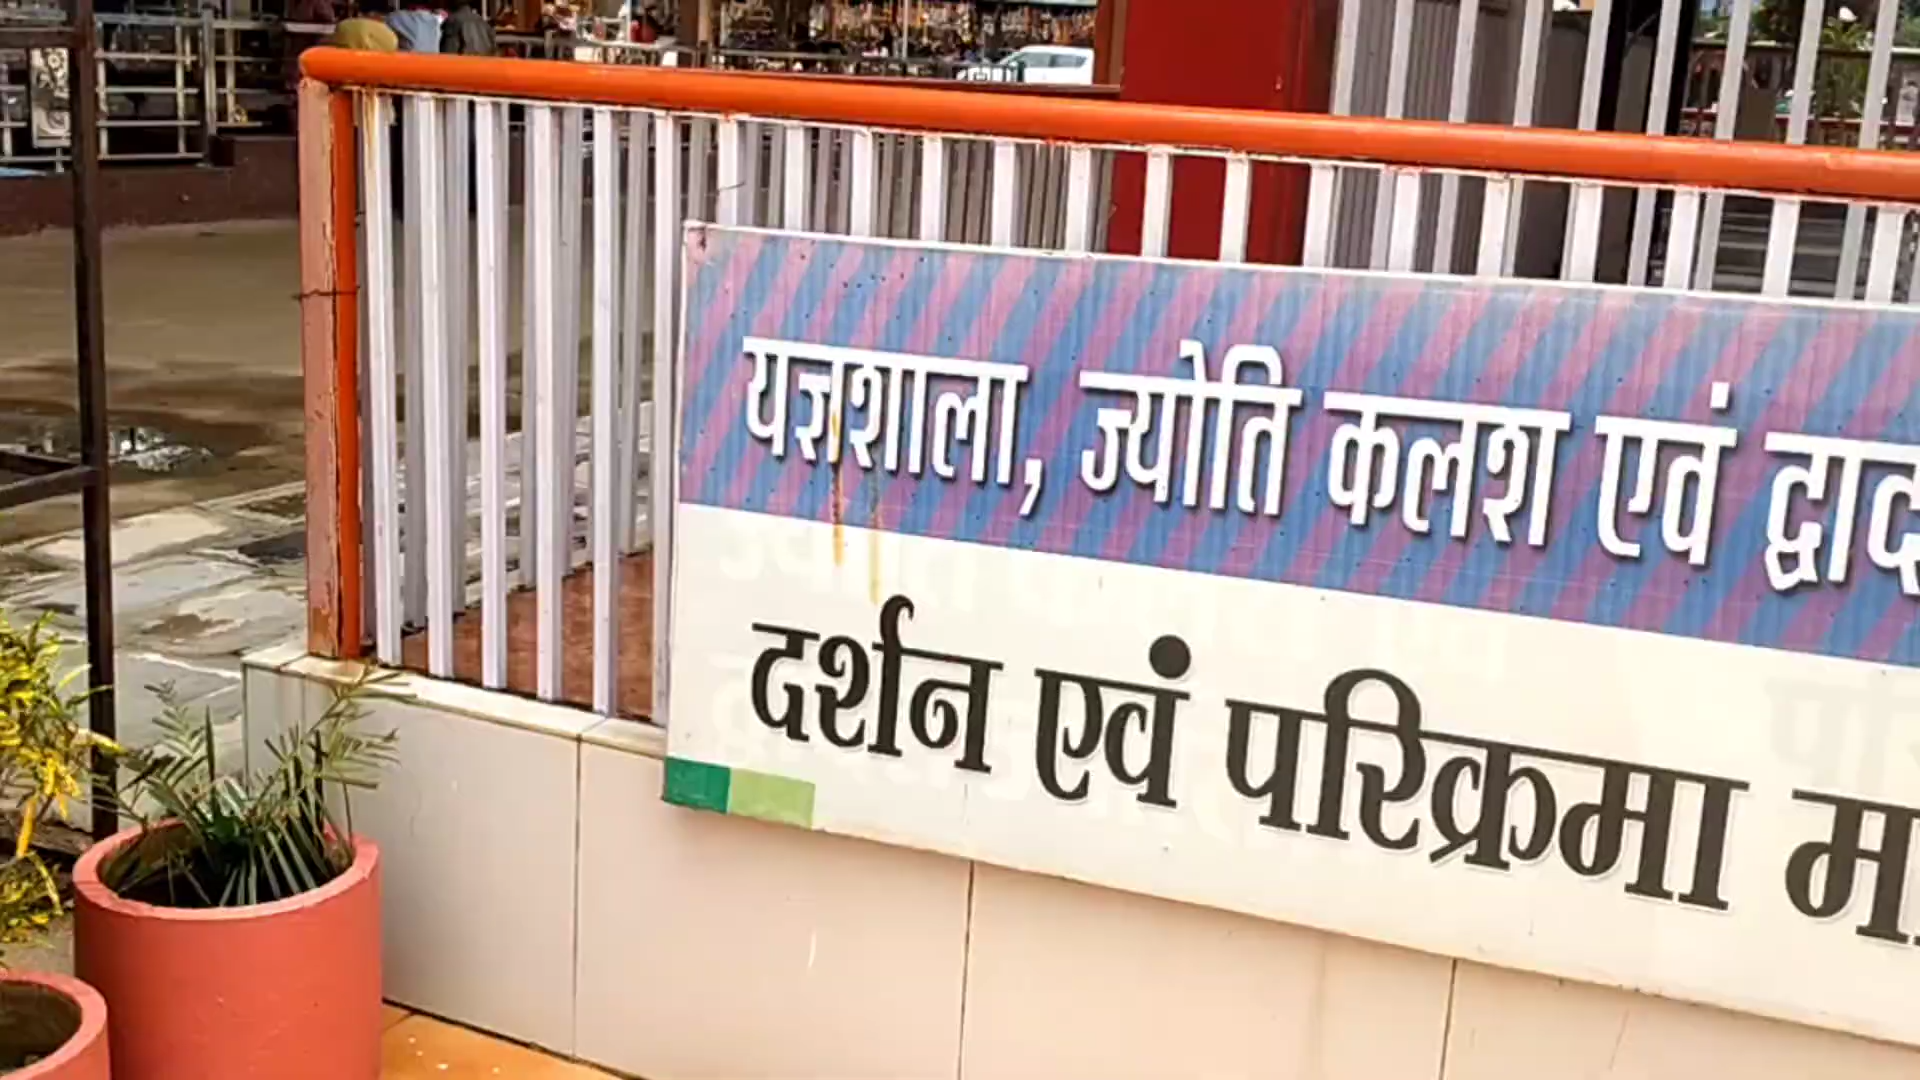 यज्ञशाला, ज्योति कलश एवं द्वाद
दर्शन एवं परिक्रमा